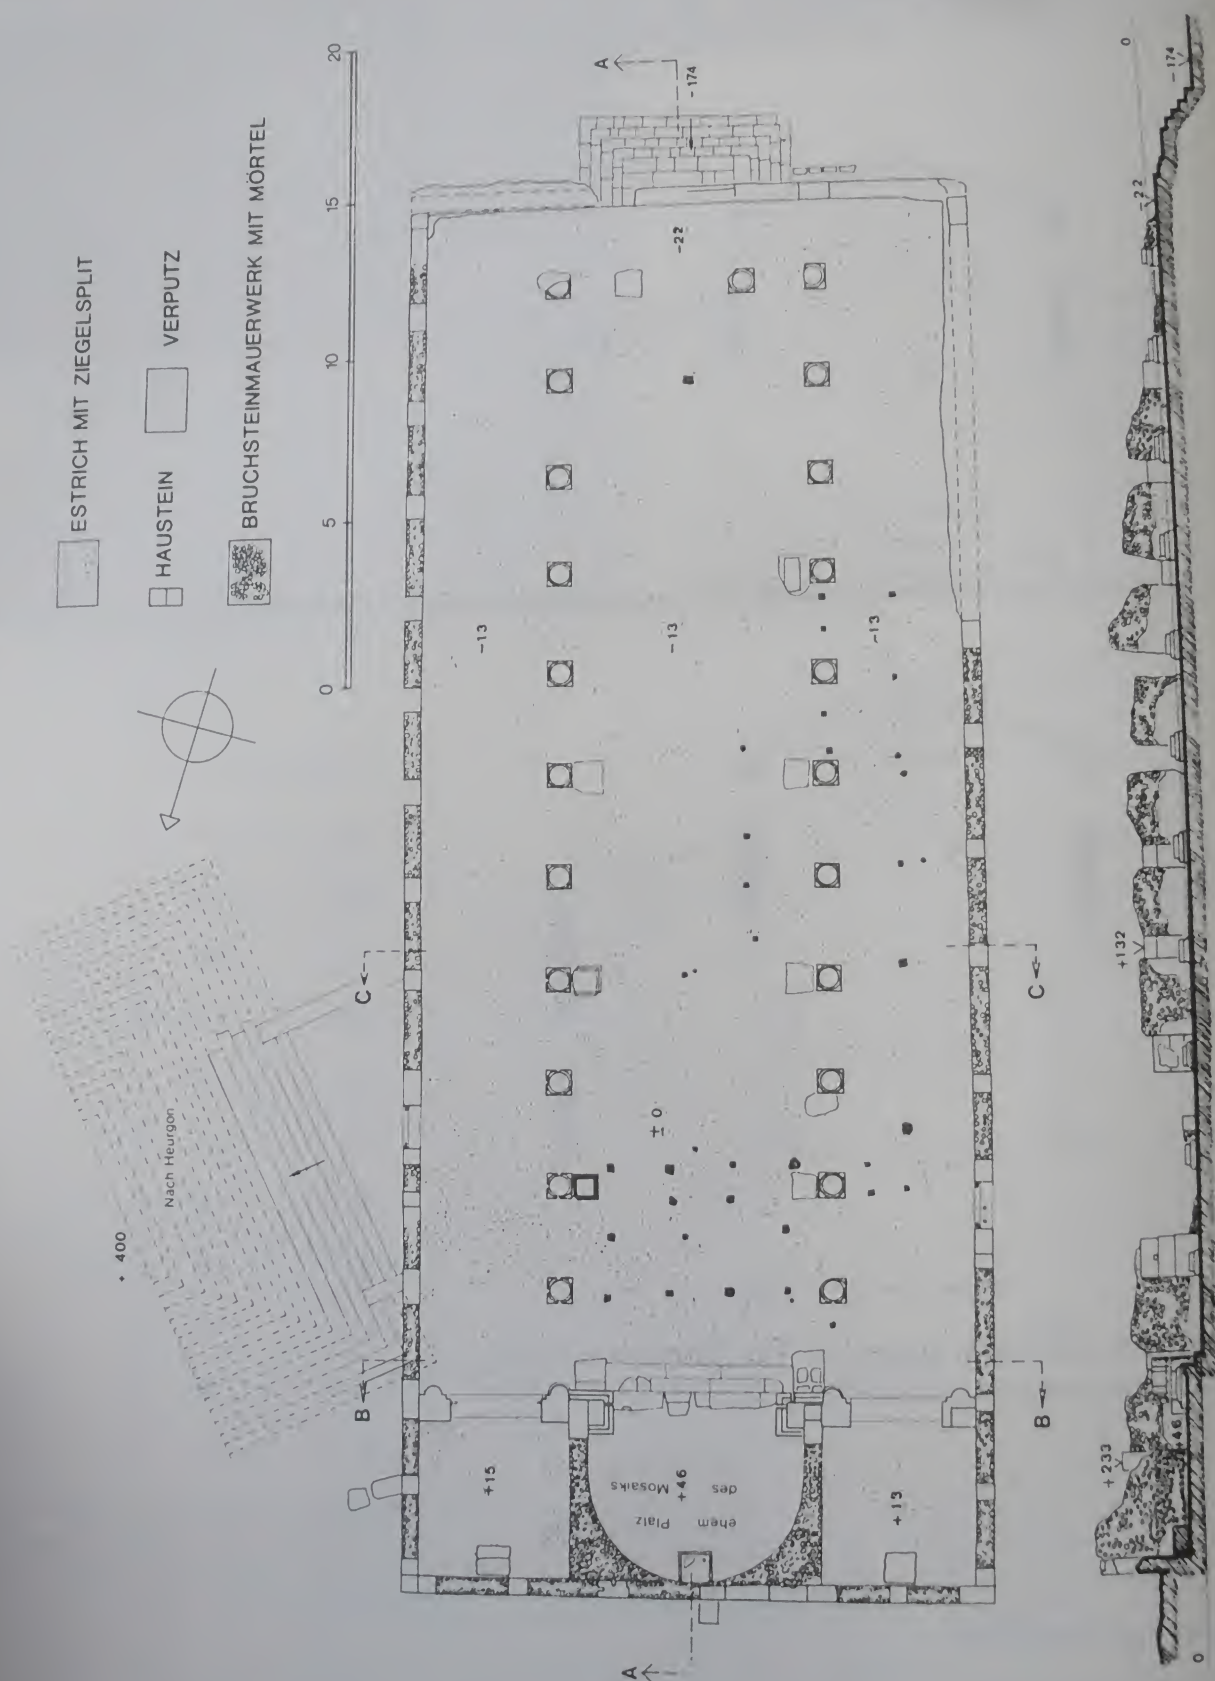 ESTRICH MIT ZIEGELSPLIT
HAUSTEIN
VERPUTZ
BRUCHSTEINMAUERWERK MIT MÖRTEL
0 5 10 15 20
+ 400
Nach Heurgon
A
-174
-22
-13
-13
-13
C
C
± 0
B
B
+15
ehem Platz
des Mosaiks
+46
+13
A
0
-174
-22
+132
+233
+46
0